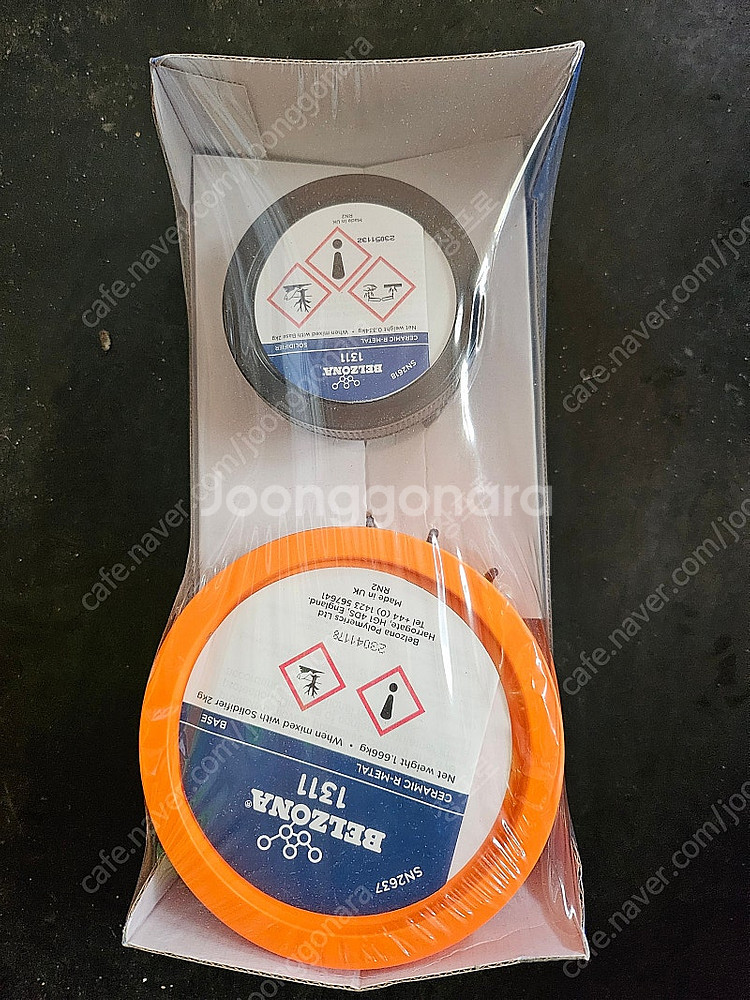 SN2618
BELZONA
1311
CERAMIC R-METAL SOLIDIFIER
Net weight 0.334kg • When mixed with Base 2kg
23051132
Made in UK
RN2
Joonggonara
SN2637
BELZONA®
1311
CERAMIC R-METAL BASE
Net weight 1.666kg • When mixed with Solidifier 2kg
23041178
Belzona Polymerics Ltd
Harrogate, HG1 4DS, England.
Tel +44 (0) 1423 567641
Made in UK
RN2
cafe.naver.com/joonggonara